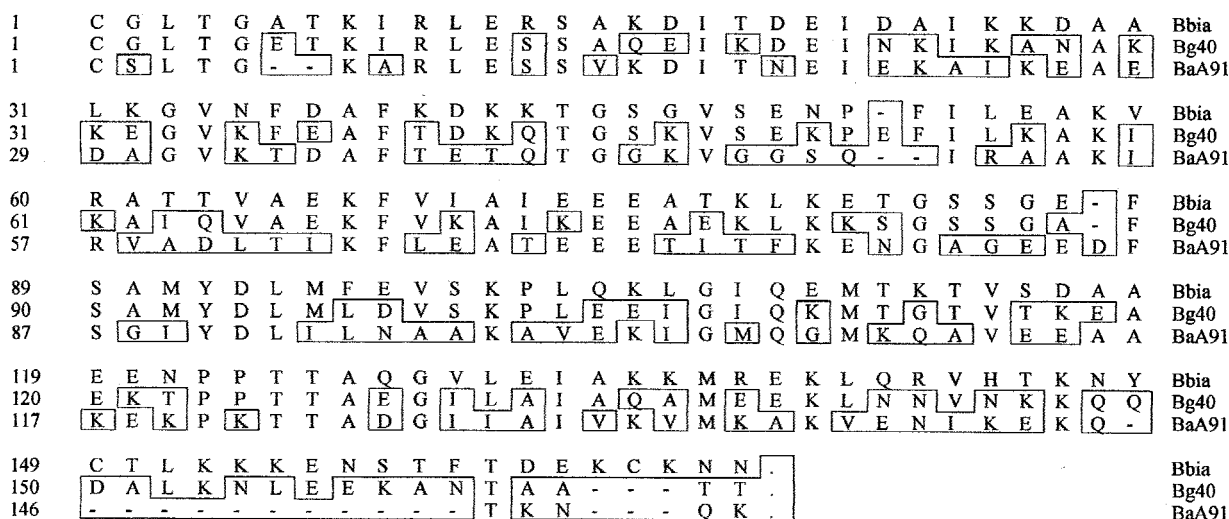 1 C G L T G A T K I R L E R S A K D I T D E I D A I K K D A A Bbia
1 C G L T G E T K I R L E S S A Q E I K D E I N K I K A N A K Bg40
1 C S L T G - - K A R L E S S V K D I T N E I E K A I K E A E BaA91
31 L K G V N F D A F K D K K T G S G V S E N P - F I L E A K V Bbia
31 K E G V K F E A F T D K Q T G S K V S E K P E F I L K A K I Bg40
29 D A G V K T D A F T E T Q T G G K V G G S Q - - I R A A K I BaA91
60 R A T T V A E K F V I A I E E E A T K L K E T G S S G E - F Bbia
61 K A I Q V A E K F V K A I K E E A E K L K K S G S S G A - F Bg40
57 R V A D L T I K F L E A T E E E T I T F K E N G A G E E D F BaA91
89 S A M Y D L M F E V S K P L Q K L G I Q E M T K T V S D A A Bbia
90 S A M Y D L M L D V S K P L E E I G I Q K M T G T V T K E A Bg40
87 S G I Y D L I L N A A K A V E K I G M Q G M K Q A V E E A A BaA91
119 E E N P P T T A Q G V L E I A K K M R E K L Q R V H T K N Y Bbia
120 E K T P P T T A E G I L A I A Q A M E E K L N N V N K K Q Q Bg40
117 K E K P K T T A D G I I A I V K V M K A K V E N I K E K Q - BaA91
149 C T L K K K E N S T F T D E K C K N N . Bbia
150 D A L K N L E E K A N T A A - - - T T . Bg40
146 - - - - - - - - - - - T K N - - - Q K . BaA91